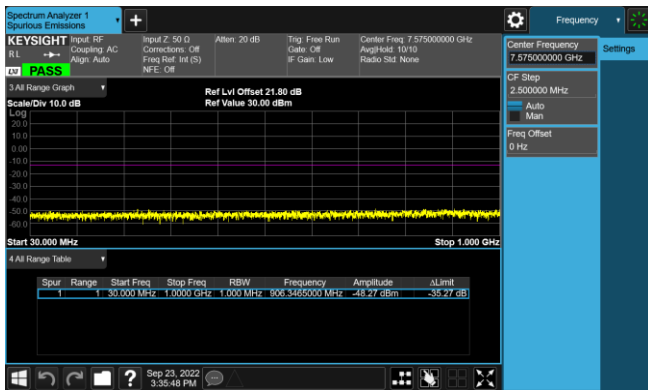 Spectrum Analyzer 1
Spurious Emissions
Frequency
KEYSIGHT Input: RF Input Z: 50 Ω Atten: 20 dB Trig: Free Run Center Freq: 7.575000000 GHz
R L Coupling: AC Corrections: Off Gate: Off Avg|Hold: 10/10
Align: Auto Freq Ref: Int (S) IF Gain: Low Radio Std: None
LXI PASS NFE: Off
Center Frequency
7.575000000 GHz
Settings
CF Step
2.500000 MHz
Auto
Man
Freq Offset
0 Hz
3 All Range Graph
Ref Lvl Offset 21.80 dB
Scale/Div 10.0 dB Ref Value 30.00 dBm
Log
20.0
10.0
0.00
-10.0
-20.0
-30.0
-40.0
-50.0
-60.0
Start 30.000 MHz Stop 1.000 GHz
4 All Range Table
Spur Range Start Freq Stop Freq RBW Frequency Amplitude ΔLimit
1 1 30.000 MHz 1.0000 GHz 1.000 MHz 906.3465000 MHz -48.27 dBm -35.27 dB
Sep 23, 2022
3:35:48 PM